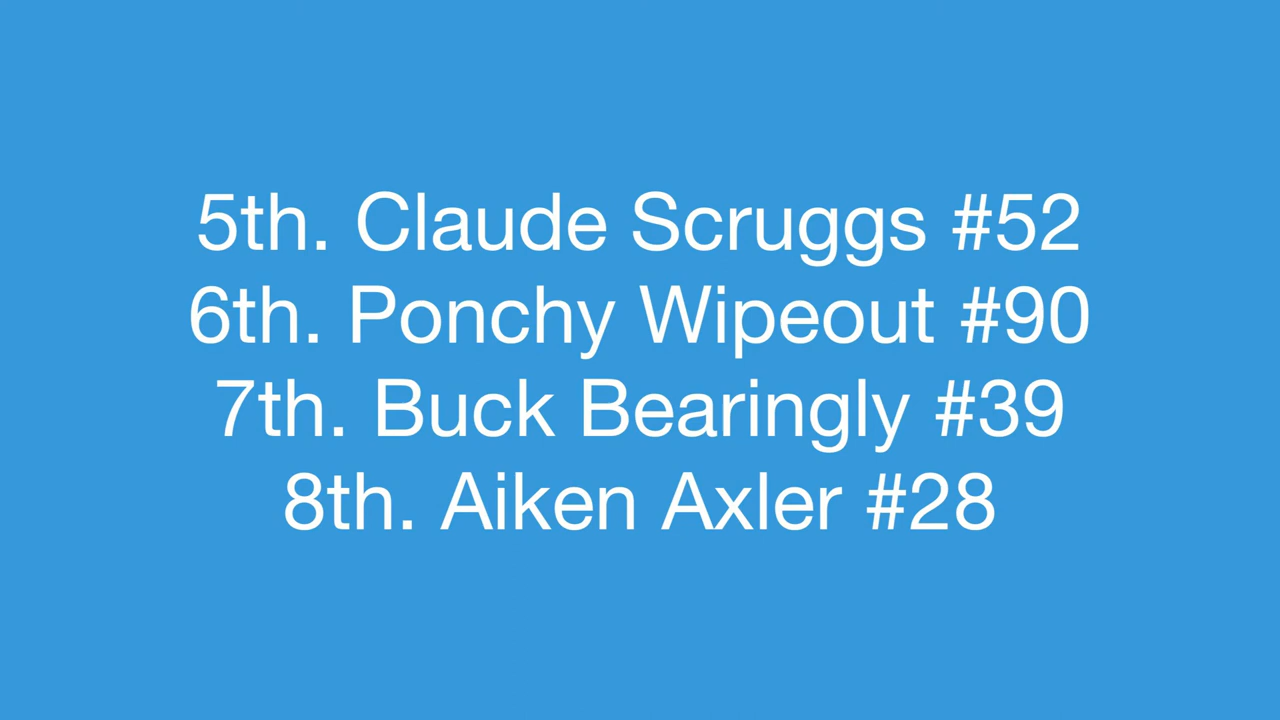 5th. Claude Scruggs #52
6th. Ponchy Wipeout #90
7th. Buck Bearingly #39
8th. Aiken Axler #28